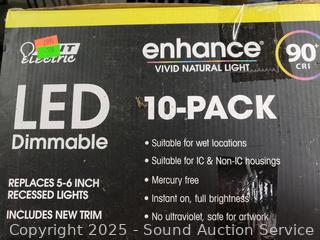 Electric
enhance®
VIVID NATURAL LIGHT
90+
CRI
LED
Dimmable
10-PACK
• Suitable for wet locations
• Suitable for IC & Non-IC housings
• Mercury free
• Instant on, full brightness
• No ultraviolet, safe for artwork
REPLACES 5-6 INCH
RECESSED LIGHTS
INCLUDES NEW TRIM
Copyright 2025 - Sound Auction Service